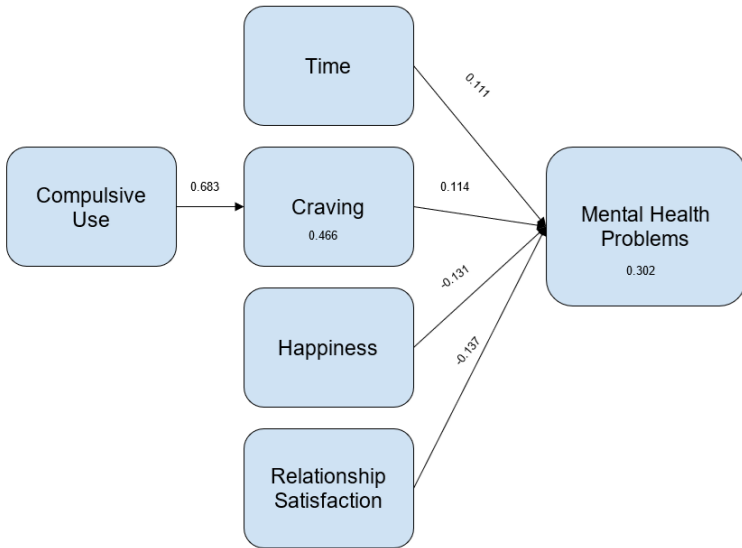 Time
0.111
Compulsive
Use
0.683
Craving
0.466
0.114
Mental Health
Problems
0.302
Happiness
-0.131
Relationship
Satisfaction
-0.137